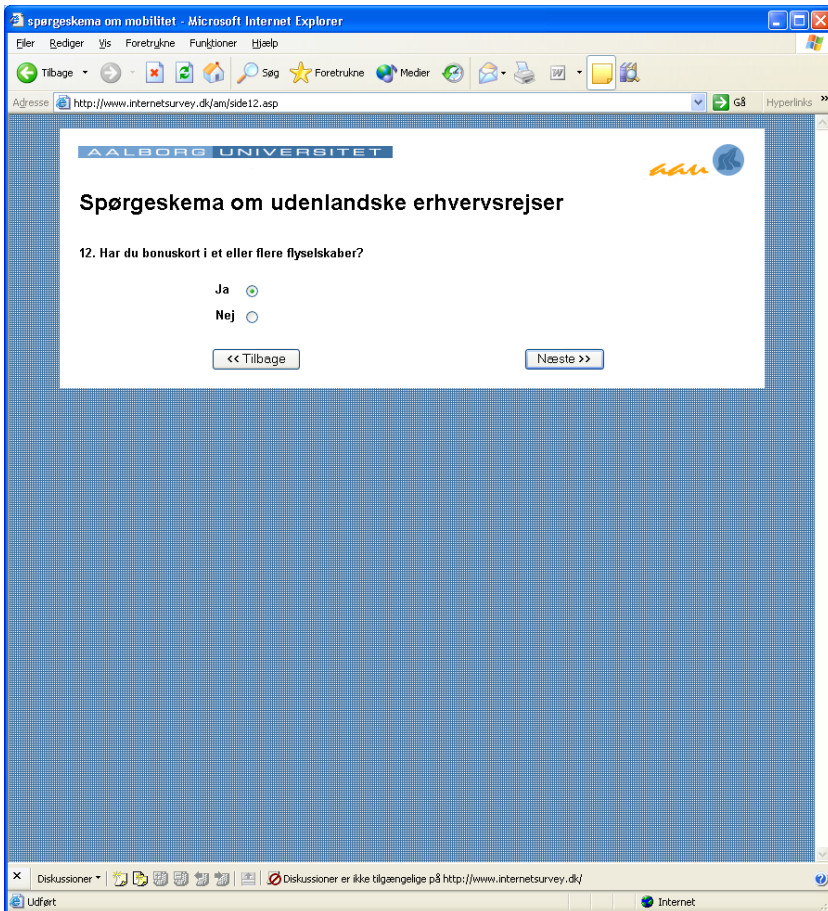 spørgeskema om mobilitet - Microsoft Internet Explorer
Filer Rediger Vis Foretrukne Funktioner Hjælp
Tilbage Søg Foretrukne Medier
Adresse http://www.internetsurvey.dk/am/side12.asp Gå Hyperlinks »
AALBORG UNIVERSITET
aau
Spørgeskema om udenlandske erhvervsrejser
12. Har du bonuskort i et eller flere flyselskaber?
Ja
Nej
<< Tilbage Næste >>
Diskussioner Diskussioner er ikke tilgængelige på http://www.internetsurvey.dk/
Udført Internet